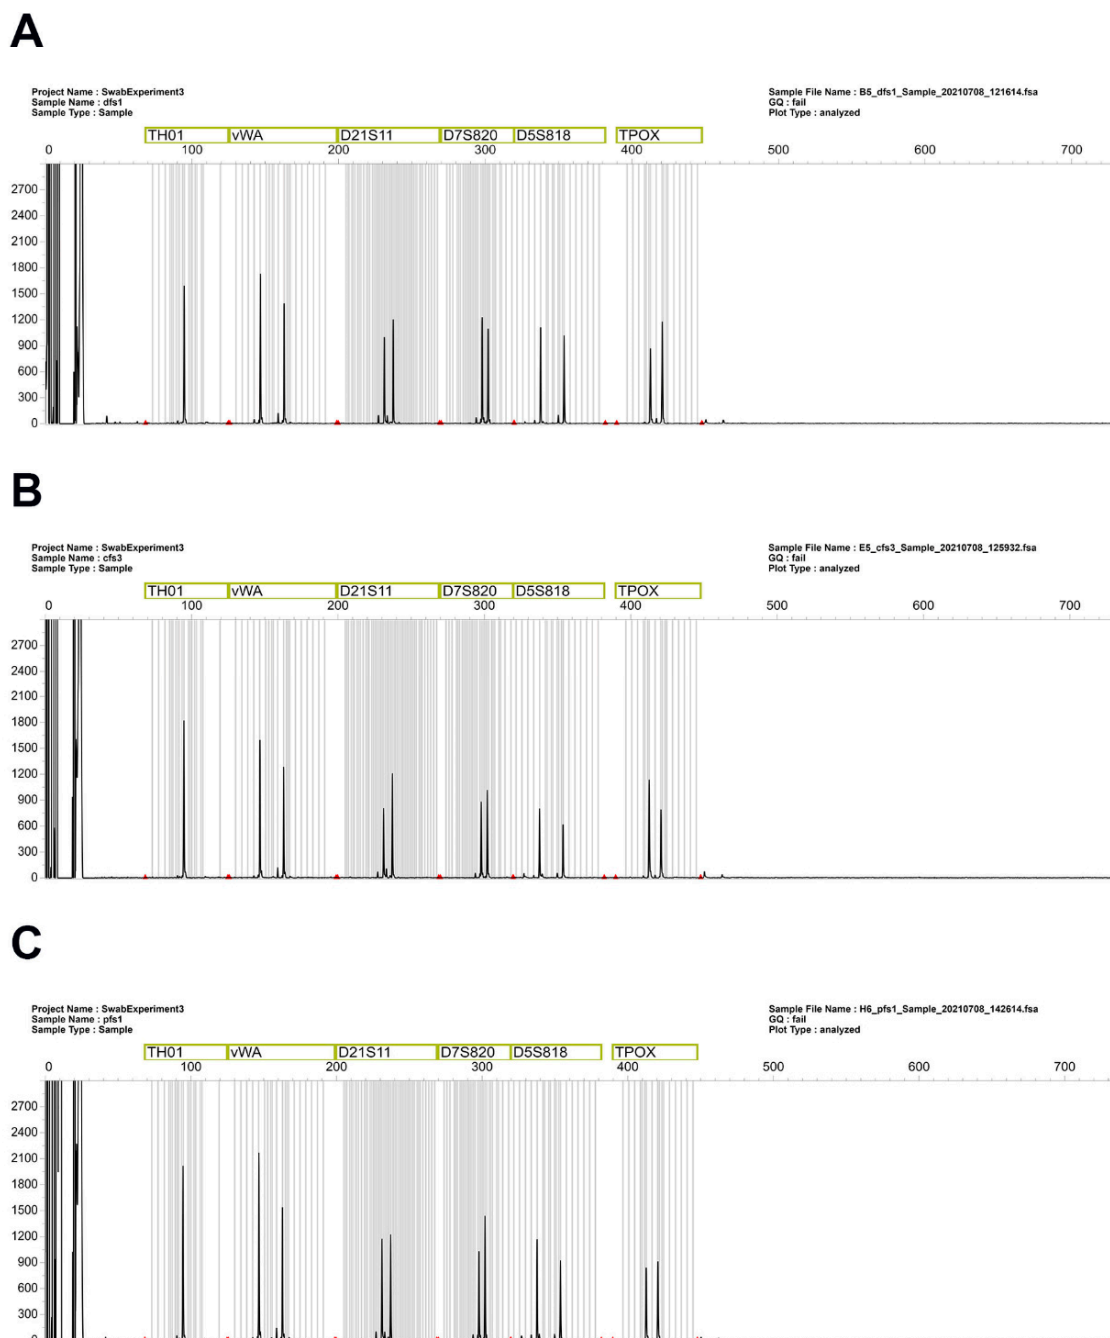 A
Project Name : SwabExperiment3
Sample Name : dfs1
Sample Type : Sample
Sample File Name : B5_dfs1_Sample_20210708_121614.fsa
GQ : fail
Plot Type : analyzed
TH01 vWA D21S11 D7S820 D5S818 TPOX
0 100 200 300 400 500 600 700
2700
2400
2100
1800
1500
1200
900
600
300
0
B
Project Name : SwabExperiment3
Sample Name : cfs3
Sample Type : Sample
Sample File Name : E5_cfs3_Sample_20210708_125932.fsa
GQ : fail
Plot Type : analyzed
TH01 vWA D21S11 D7S820 D5S818 TPOX
0 100 200 300 400 500 600 700
2700
2400
2100
1800
1500
1200
900
600
300
0
C
Project Name : SwabExperiment3
Sample Name : pfs1
Sample Type : Sample
Sample File Name : H6_pfs1_Sample_20210708_142614.fsa
GQ : fail
Plot Type : analyzed
TH01 vWA D21S11 D7S820 D5S818 TPOX
0 100 200 300 400 500 600 700
2700
2400
2100
1800
1500
1200
900
600
300
0